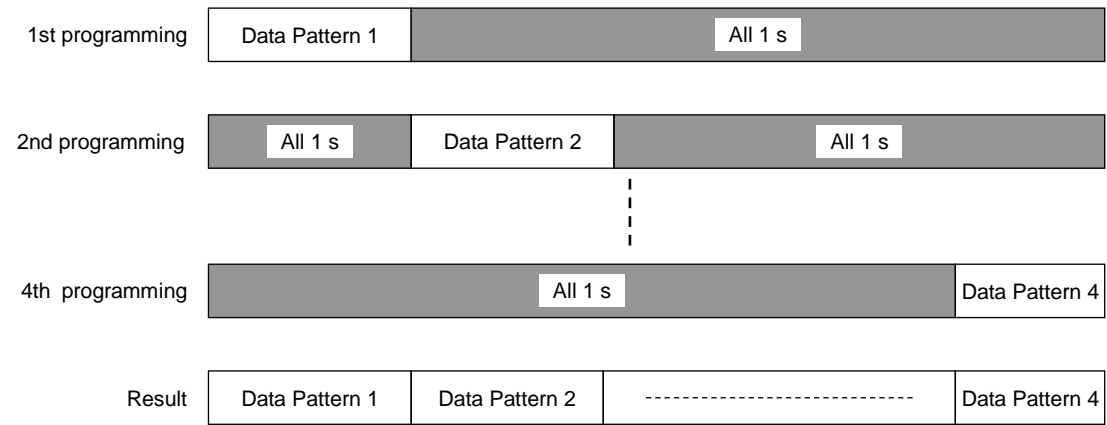 1st programming Data Pattern 1 All 1 s
2nd programming All 1 s Data Pattern 2 All 1 s
4th programming All 1 s Data Pattern 4
Result Data Pattern 1 Data Pattern 2 Data Pattern 4